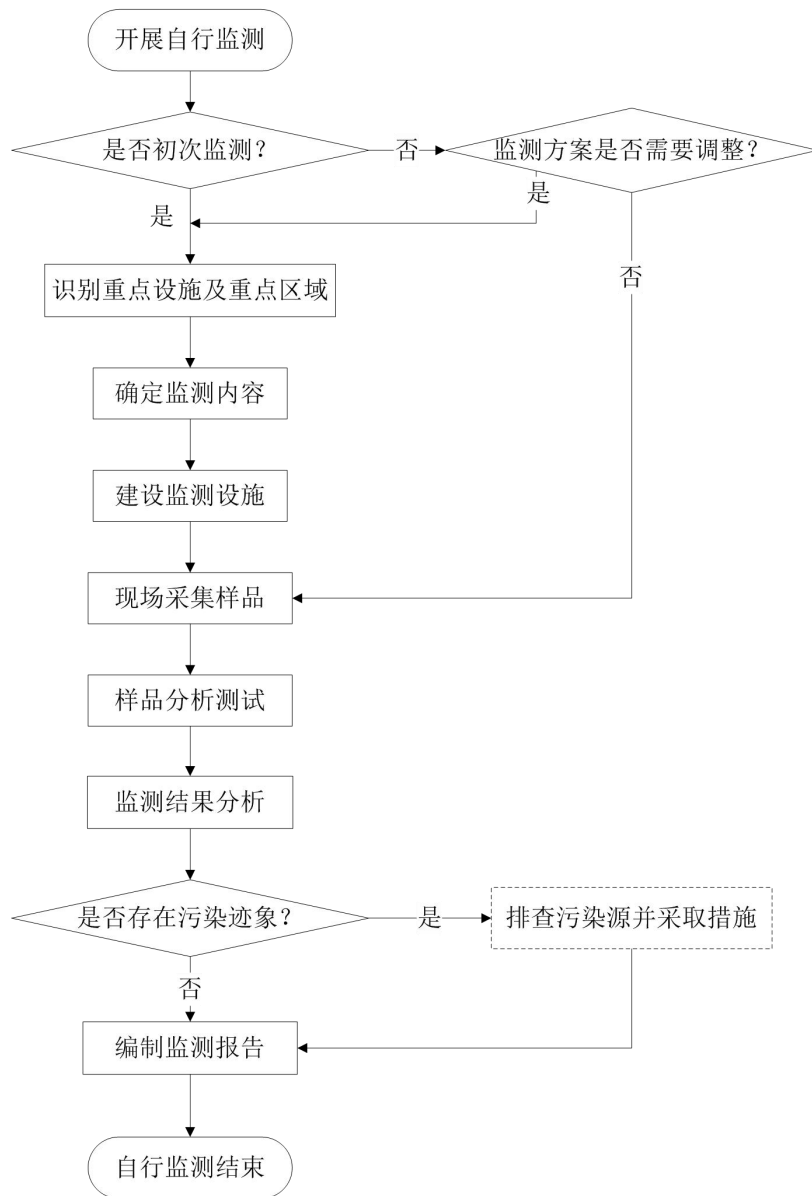 开展自行监测
是否初次监测？
否
监测方案是否需要调整？
是
是
识别重点设施及重点区域
否
确定监测内容
建设监测设施
现场采集样品
样品分析测试
监测结果分析
是否存在污染迹象？
是
排查污染源并采取措施
否
编制监测报告
自行监测结束